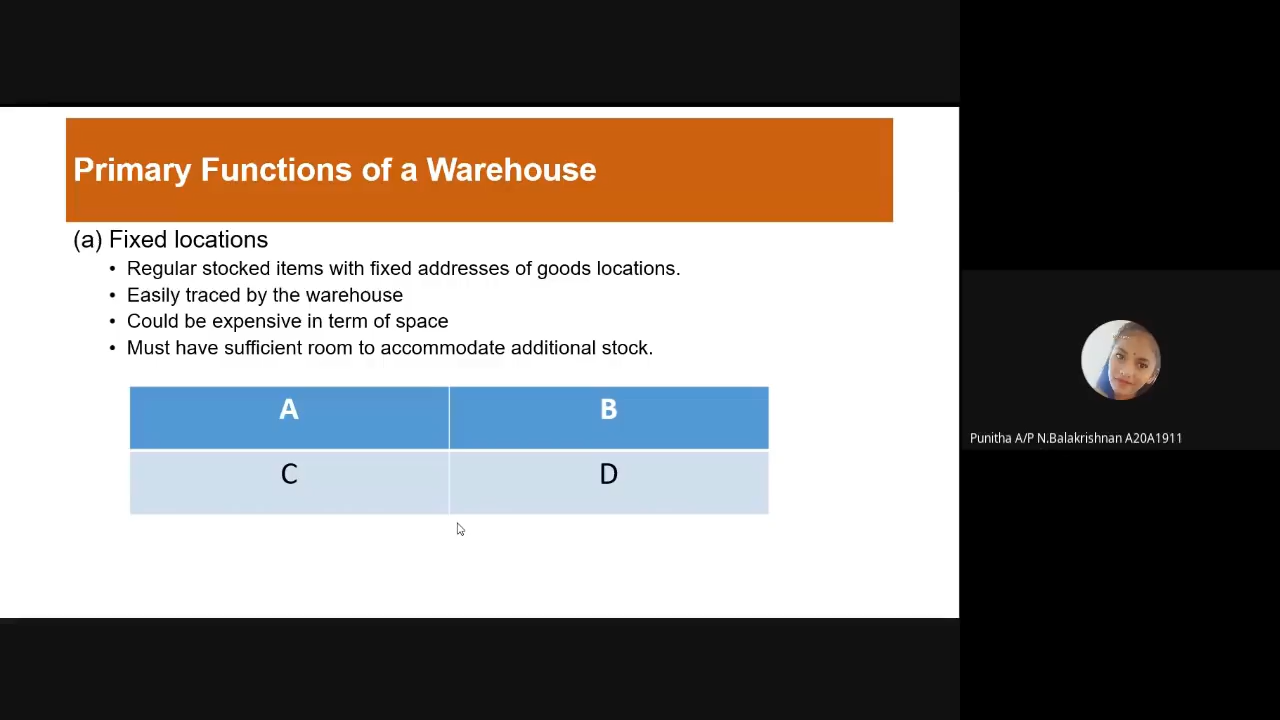 Primary Functions of a Warehouse
(a) Fixed locations
• Regular stocked items with fixed addresses of goods locations.
• Easily traced by the warehouse
• Could be expensive in term of space
• Must have sufficient room to accommodate additional stock.
A B
C D
Punitha A/P N.Balakrishnan A20A1911